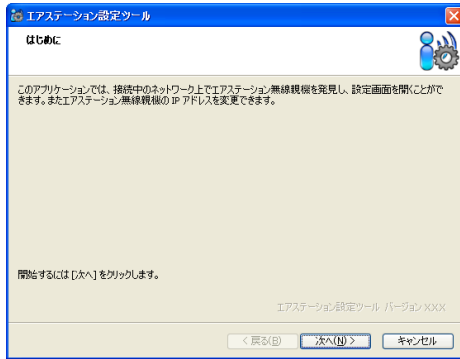 エアステーション設定ツール
はじめに
このアプリケーションでは、接続中のネットワーク上でエアステーション無線親機を発見し、設定画面を開くことがで
きます。またエアステーション無線親機の IP アドレスを変更できます。
開始するには [次へ] をクリックします。
エアステーション設定ツール バージョン XXX
< 戻る(B) 次へ(N) > キャンセル